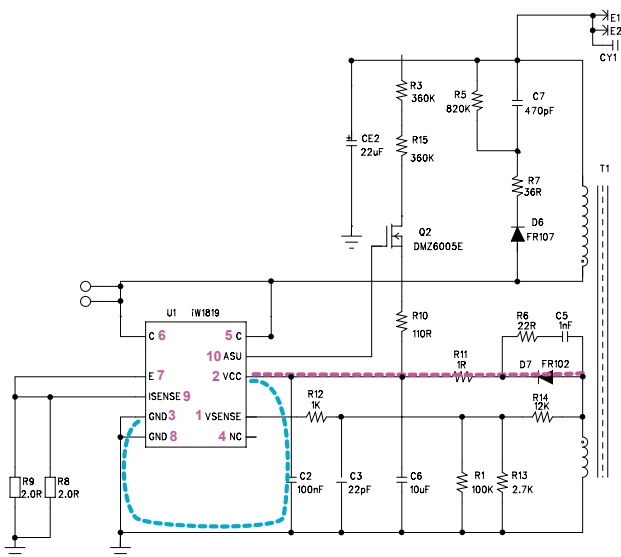 E1
E2
CY1
R3
360K
R5
820K
C7
470pF
CE2
22uF
R15
360K
R7
36R
T1
Q2
DMZ6005E
D6
FR107
U1 iW1819
R10
110R
R6
22R
C5
1nF
C 6
5 C
10 ASU
E 7
2 VCC
R11
1R
D7 FR102
ISENSE 9
GND 3
1 VSENSE
R12
1K
R14
12K
GND 8
4 NC
R9
2.0R
R8
2.0R
C2
100nF
C3
22pF
C6
10uF
R1
100K
R13
2.7K